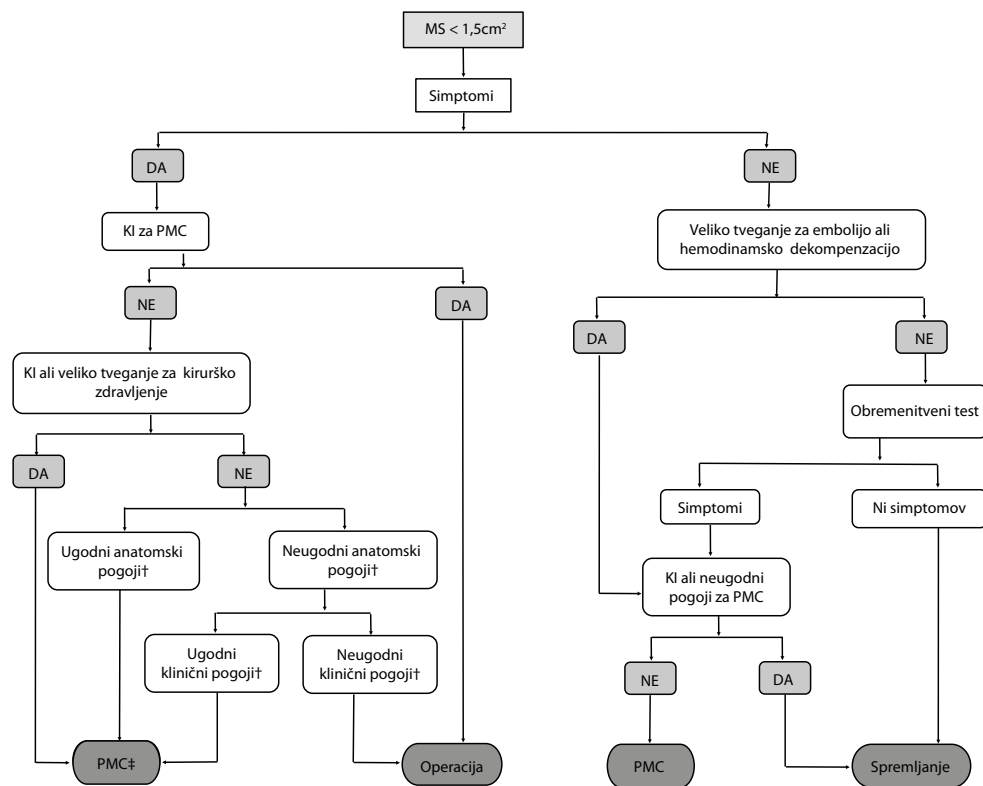 MS < 1,5cm²
Simptomi
DA
NE
KI za PMC
Veliko tveganje za embolijo ali
hemodinamsko dekompenzacijo
NE
DA
DA
NE
KI ali veliko tveganje za kirurško
zdravljenje
Obremenitveni test
DA
NE
Simptomi
Ni simptomov
Ugodni anatomski
pogoji†
Neugodni anatomski
pogoji†
KI ali neugodni
pogoji za PMC
Ugodni
klinični pogoji†
Neugodni
klinični pogoji†
NE
DA
PMC‡
Operacija
PMC
Spremljanje